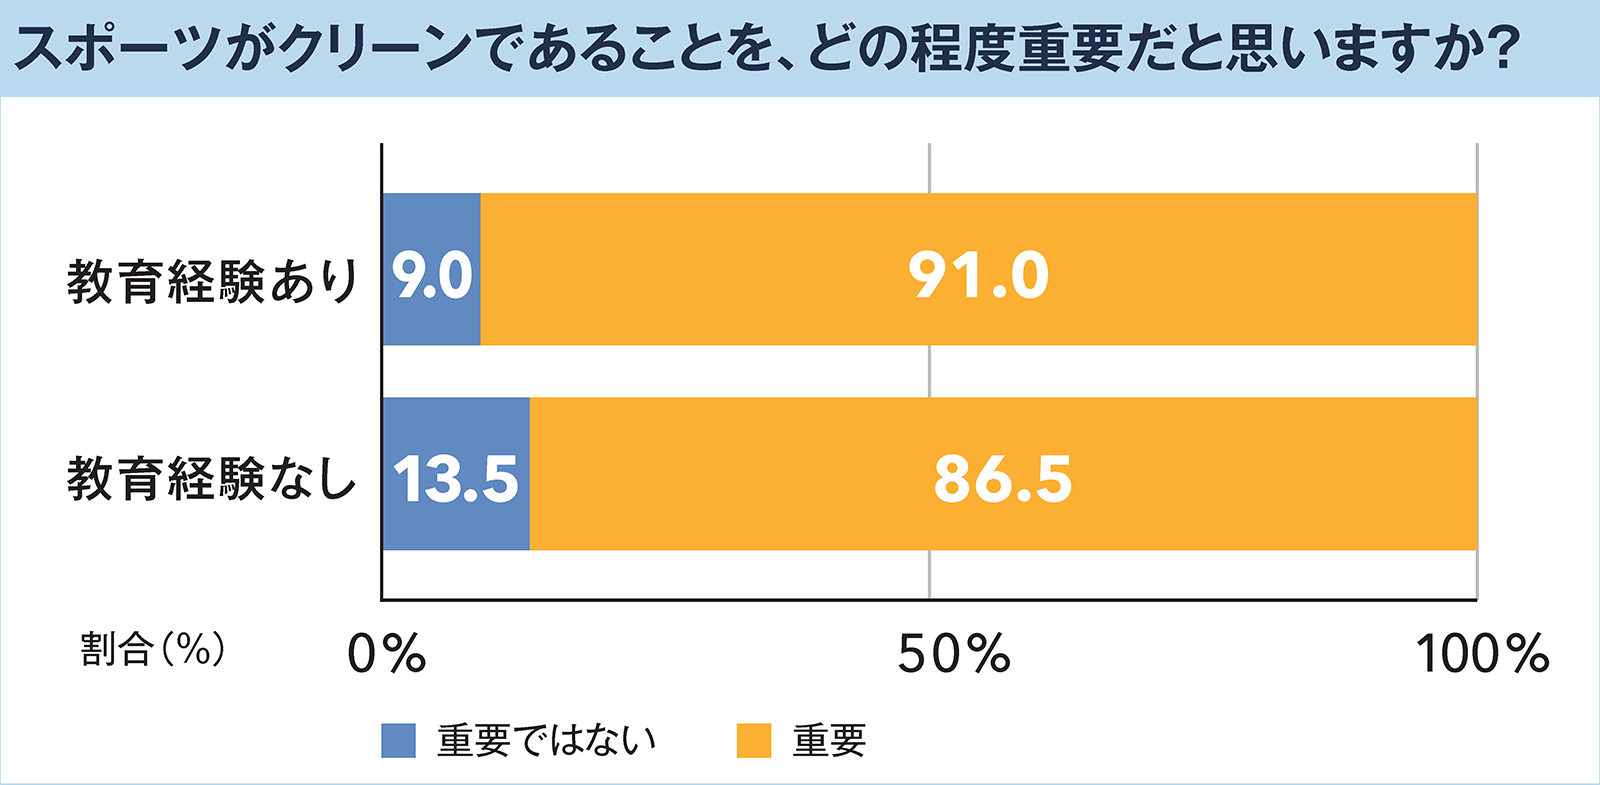 スポーツがクリーンであることを、どの程度重要だと思いますか?
教育経験あり 9.0 91.0
教育経験なし 13.5 86.5
割合(%) 0% 50% 100%
重要ではない 重要